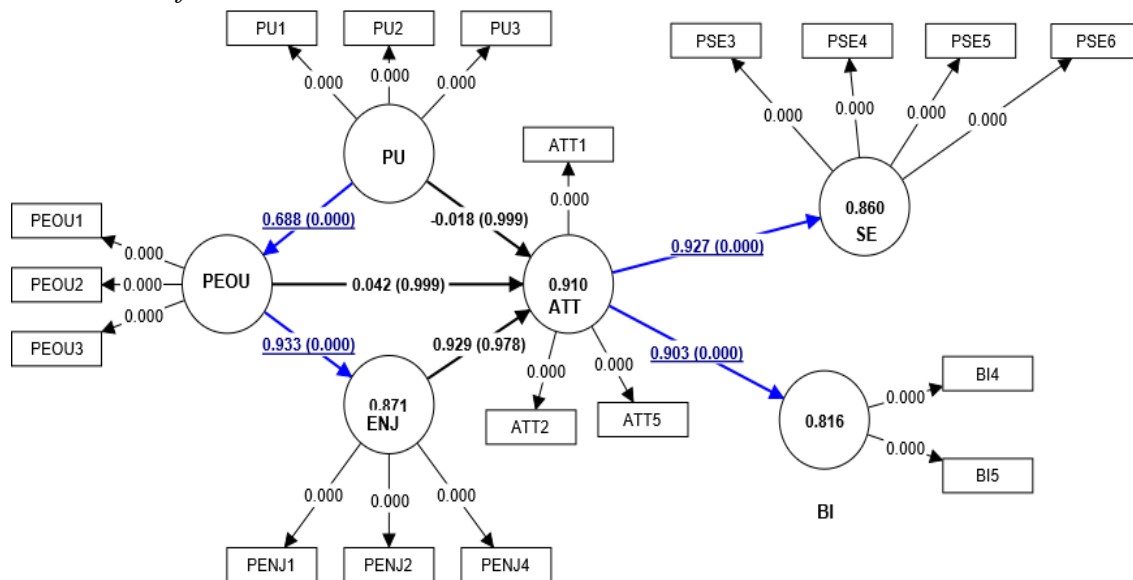 PU1
PU2
PU3
PSE3
PSE4
PSE5
PSE6
0.000
0.000
0.000
0.000
0.000
0.000
0.000
ATT1
PU
0.000
0.860
SE
PEOU1
PEOU2
PEOU3
0.000
0.000
0.000
0.688 (0.000)
-0.018 (0.999)
0.927 (0.000)
PEOU
0.042 (0.999)
0.910
ATT
0.933 (0.000)
0.929 (0.978)
0.903 (0.000)
0.000
0.000
ATT2
ATT5
0.871
ENJ
0.816
0.000
0.000
BI4
BI5
BI
0.000
0.000
0.000
PENJ1
PENJ2
PENJ4